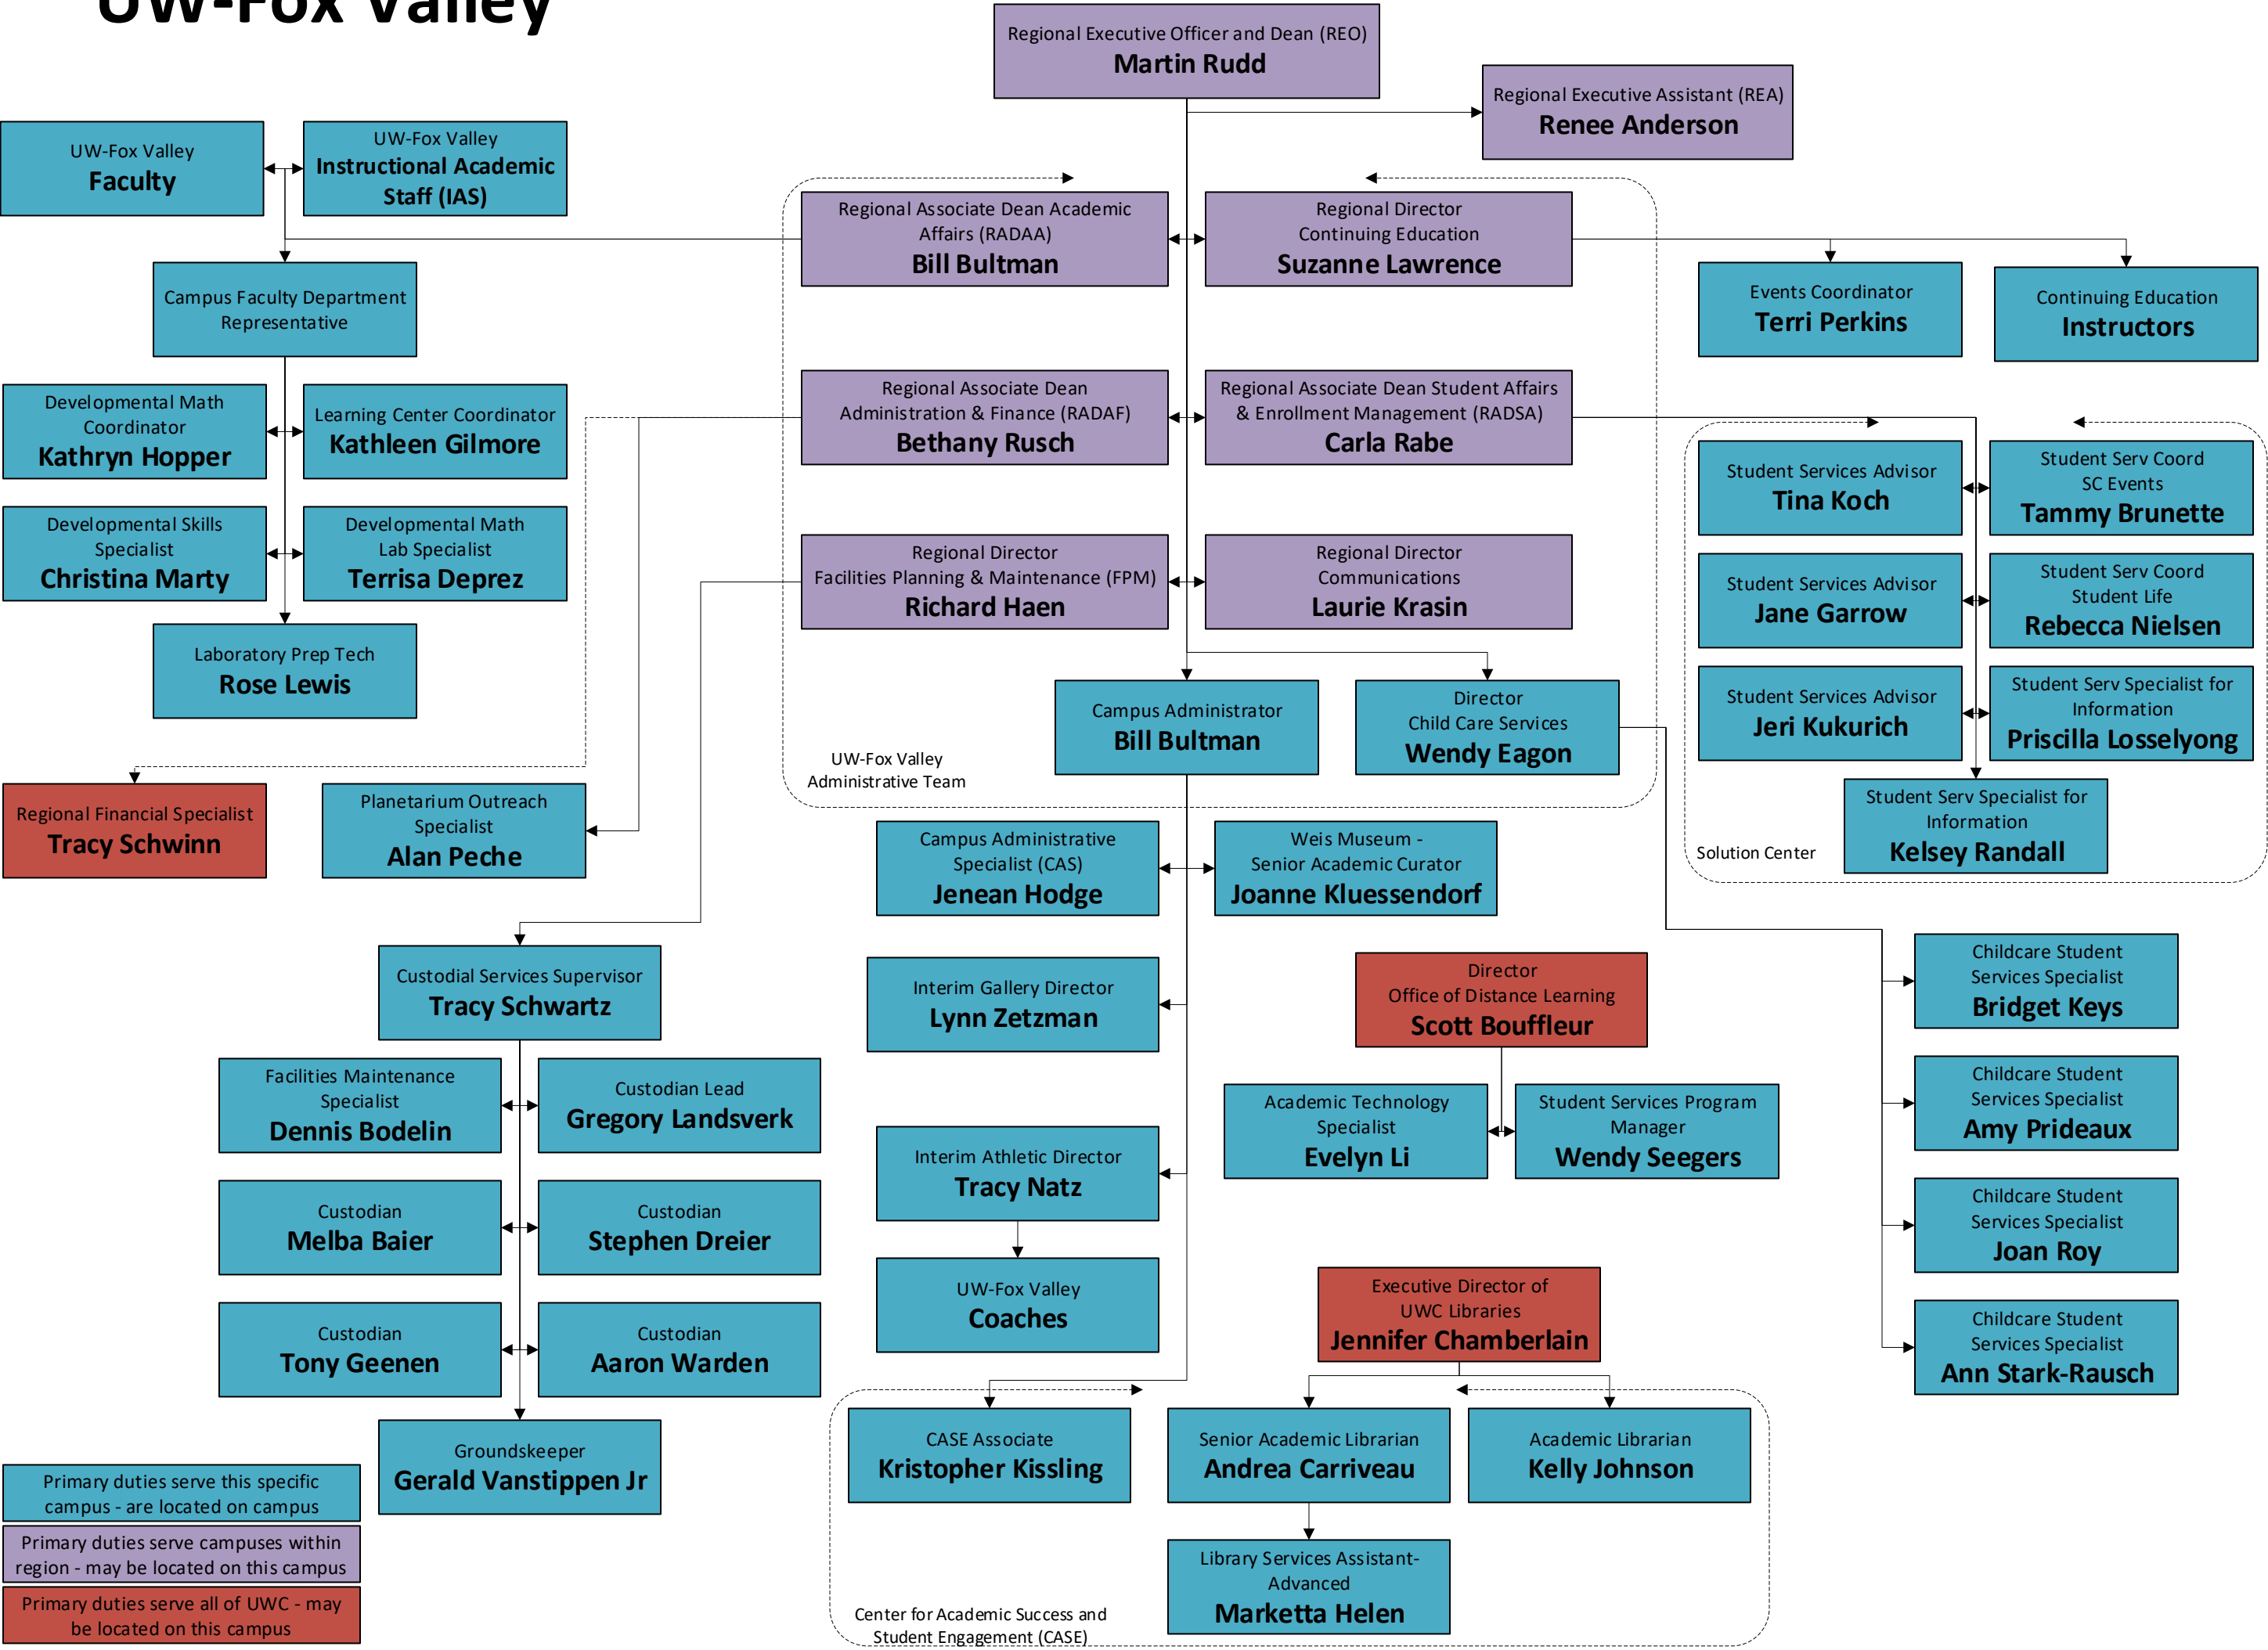 UW-Fox Valley
Regional Executive Officer and Dean (REO)
Martin Rudd
Regional Executive Assistant (REA)
Renee Anderson
UW-Fox Valley
Faculty
UW-Fox Valley
Instructional Academic
Staff (IAS)
Regional Associate Dean Academic
Affairs (RADAA)
Bill Bultman
Regional Director
Continuing Education
Suzanne Lawrence
Campus Faculty Department
Representative
Events Coordinator
Terri Perkins
Continuing Education
Instructors
Developmental Math
Coordinator
Kathryn Hopper
Learning Center Coordinator
Kathleen Gilmore
Regional Associate Dean
Administration & Finance (RADAF)
Bethany Rusch
Regional Associate Dean Student Affairs
& Enrollment Management (RADSA)
Carla Rabe
Student Services Advisor
Tina Koch
Student Serv Coord
SC Events
Tammy Brunette
Developmental Skills
Specialist
Christina Marty
Developmental Math
Lab Specialist
Terrisa Deprez
Regional Director
Facilities Planning & Maintenance (FPM)
Richard Haen
Regional Director
Communications
Laurie Krasin
Student Services Advisor
Jane Garrow
Student Serv Coord
Student Life
Rebecca Nielsen
Laboratory Prep Tech
Rose Lewis
Campus Administrator
Bill Bultman
Director
Child Care Services
Wendy Eagon
Student Services Advisor
Jeri Kukurich
Student Serv Specialist for
Information
Priscilla Losselyong
UW-Fox Valley
Administrative Team
Regional Financial Specialist
Tracy Schwinn
Planetarium Outreach
Specialist
Alan Peche
Student Serv Specialist for
Information
Kelsey Randall
Solution Center
Campus Administrative
Specialist (CAS)
Jenean Hodge
Weis Museum -
Senior Academic Curator
Joanne Kluessendorf
Custodial Services Supervisor
Tracy Schwartz
Interim Gallery Director
Lynn Zetzman
Director
Office of Distance Learning
Scott Bouffleur
Childcare Student
Services Specialist
Bridget Keys
Facilities Maintenance
Specialist
Dennis Bodelin
Custodian Lead
Gregory Landsverk
Academic Technology
Specialist
Evelyn Li
Student Services Program
Manager
Wendy Seegers
Childcare Student
Services Specialist
Amy Prideaux
Interim Athletic Director
Tracy Natz
Custodian
Melba Baier
Custodian
Stephen Dreier
Childcare Student
Services Specialist
Joan Roy
UW-Fox Valley
Coaches
Executive Director of
UWC Libraries
Jennifer Chamberlain
Custodian
Tony Geenen
Custodian
Aaron Warden
Childcare Student
Services Specialist
Ann Stark-Rausch
Groundskeeper
Gerald Vanstippen Jr
CASE Associate
Kristopher Kissling
Senior Academic Librarian
Andrea Carriveau
Academic Librarian
Kelly Johnson
Library Services Assistant-
Advanced
Marketta Helen
Center for Academic Success and
Student Engagement (CASE)
Primary duties serve this specific
campus - are located on campus
Primary duties serve campuses within
region - may be located on this campus
Primary duties serve all of UWC - may
be located on this campus